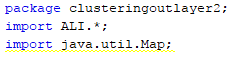 package clusteringoutlayer2;
import ALI.*;
import java.util.Map;